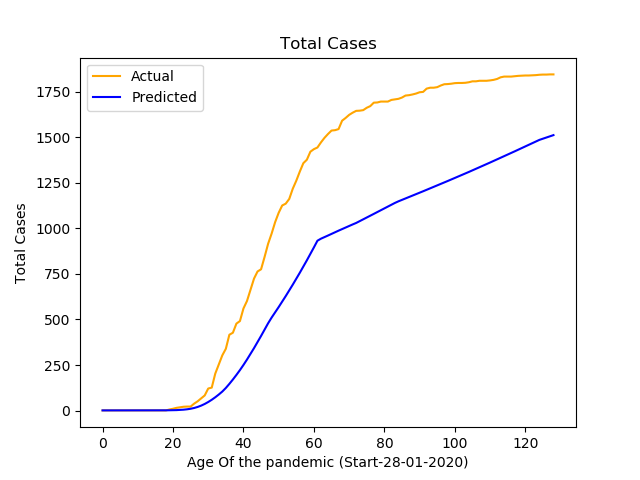 Total Cases
Actual
Predicted
1750
1500
1250
1000
750
500
250
0
Total Cases
0 20 40 60 80 100 120
Age Of the pandemic (Start-28-01-2020)